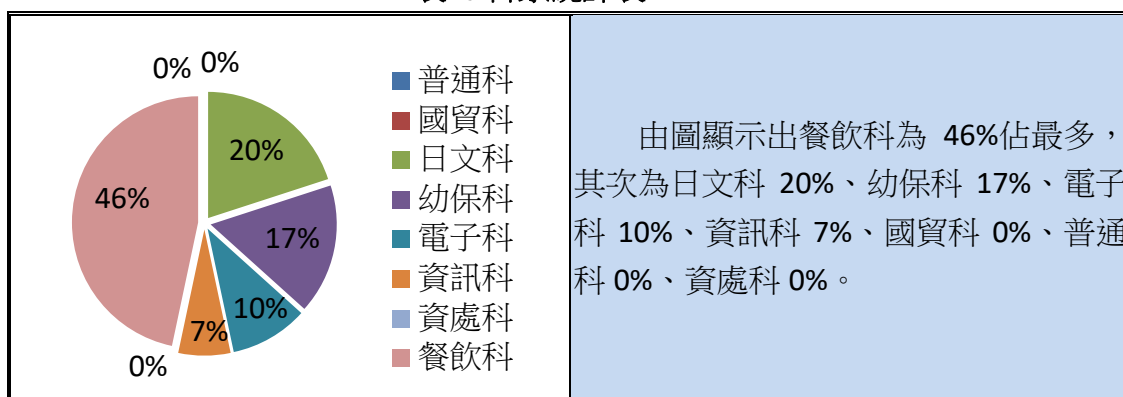 0% 0%
20%
46%
17%
10%
7%
0%
普通科
國貿科
日文科
幼保科
電子科
資訊科
資處科
餐飲科
由圖顯示出餐飲科為 46%佔最多，
其次為日文科 20%、幼保科 17%、電子
科 10%、資訊科 7%、國貿科 0%、普通
科 0%、資處科 0%。